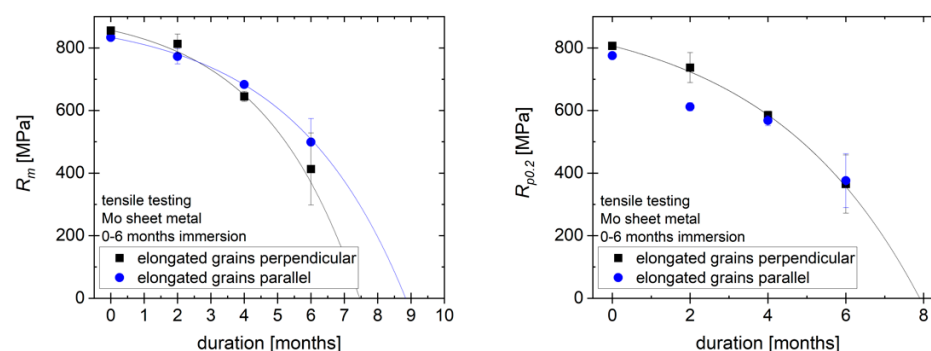 800
600
400
200
0
R_m [MPa]
tensile testing
Mo sheet metal
0-6 months immersion
elongated grains perpendicular
elongated grains parallel
0 1 2 3 4 5 6 7 8 9 10
duration [months]
800
600
400
200
0
R_p0.2 [MPa]
tensile testing
Mo sheet metal
0-6 months immersion
elongated grains perpendicular
elongated grains parallel
0 2 4 6 8
duration [months]